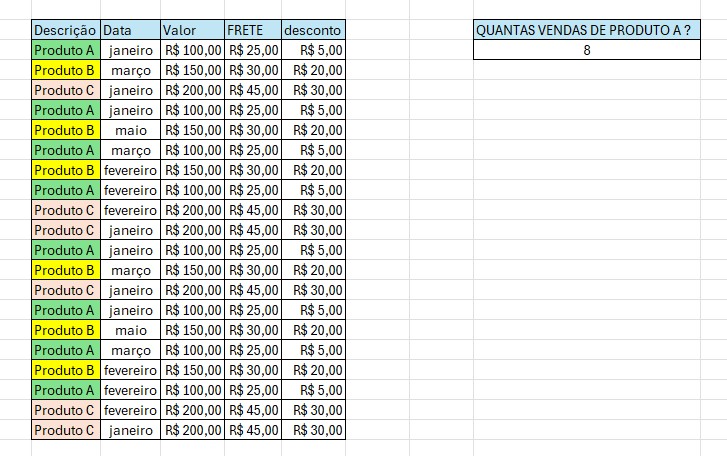 Descrição Data Valor FRETE desconto QUANTAS VENDAS DE PRODUTO A ?
Produto A janeiro R$ 100,00 R$ 25,00 R$ 5,00 8
Produto B março R$ 150,00 R$ 30,00 R$ 20,00
Produto C janeiro R$ 200,00 R$ 45,00 R$ 30,00
Produto A janeiro R$ 100,00 R$ 25,00 R$ 5,00
Produto B maio R$ 150,00 R$ 30,00 R$ 20,00
Produto A março R$ 100,00 R$ 25,00 R$ 5,00
Produto B fevereiro R$ 150,00 R$ 30,00 R$ 20,00
Produto A fevereiro R$ 100,00 R$ 25,00 R$ 5,00
Produto C fevereiro R$ 200,00 R$ 45,00 R$ 30,00
Produto C janeiro R$ 200,00 R$ 45,00 R$ 30,00
Produto A janeiro R$ 100,00 R$ 25,00 R$ 5,00
Produto B março R$ 150,00 R$ 30,00 R$ 20,00
Produto C janeiro R$ 200,00 R$ 45,00 R$ 30,00
Produto A janeiro R$ 100,00 R$ 25,00 R$ 5,00
Produto B maio R$ 150,00 R$ 30,00 R$ 20,00
Produto A março R$ 100,00 R$ 25,00 R$ 5,00
Produto B fevereiro R$ 150,00 R$ 30,00 R$ 20,00
Produto A fevereiro R$ 100,00 R$ 25,00 R$ 5,00
Produto C fevereiro R$ 200,00 R$ 45,00 R$ 30,00
Produto C janeiro R$ 200,00 R$ 45,00 R$ 30,00